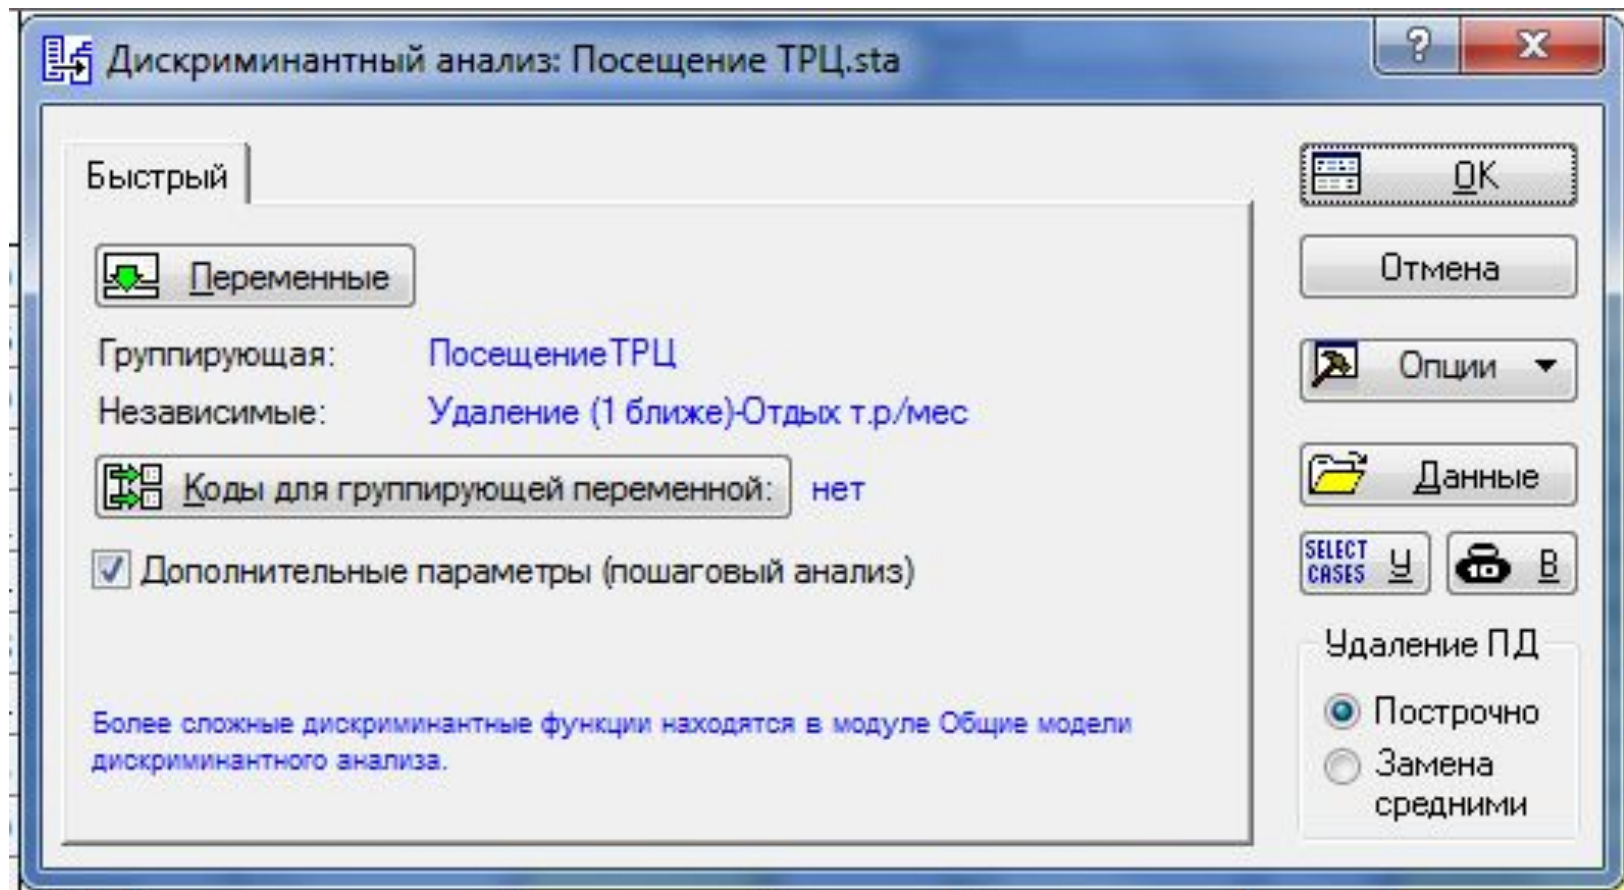 Дискриминантный анализ: Посещение ТРЦ.sta
?
X
Быстрый
Переменные
Группирующая: ПосещениеТРЦ
Независимые: Удаление (1 ближе)-Отдых т.р/мес
Коды для группирующей переменной: нет
Дополнительные параметры (пошаговый анализ)
Более сложные дискриминантные функции находятся в модуле Общие модели
дискриминантного анализа.
OK
Отмена
Опции
Данные
SELECT
CASES
У
10
В
Удаление ПД
Построчно
Замена
средними